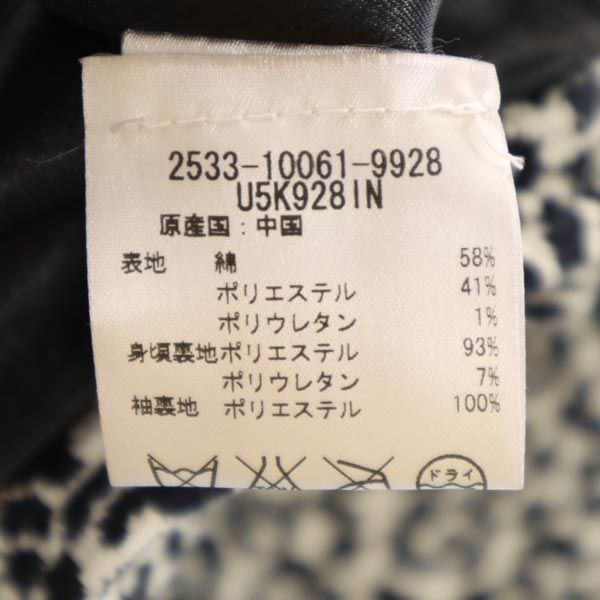 2533-10061-9928
U5K928IN
原産国:中国
表地 綿 58%
ポリエステル 41%
ポリウレタン 1%
身頃裏地ポリエステル 93%
ポリウレタン 7%
袖裏地 ポリエステル 100%
ドライ